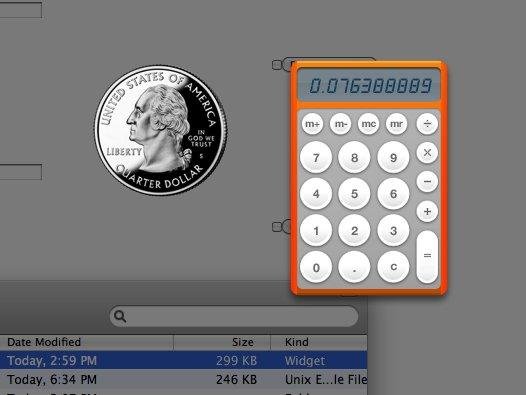 UNITED STATES OF AMERICA
LIBERTY
IN
GOD WE
TRUST
S
QUARTER DOLLAR
0.076388889
m+ m- mc mr ÷
7 8 9 ×
4 5 6 −
1 2 3 +
0 . c =
Date Modified Size Kind
Today, 2:59 PM 299 KB Widget
Today, 6:34 PM 246 KB Unix E...le File